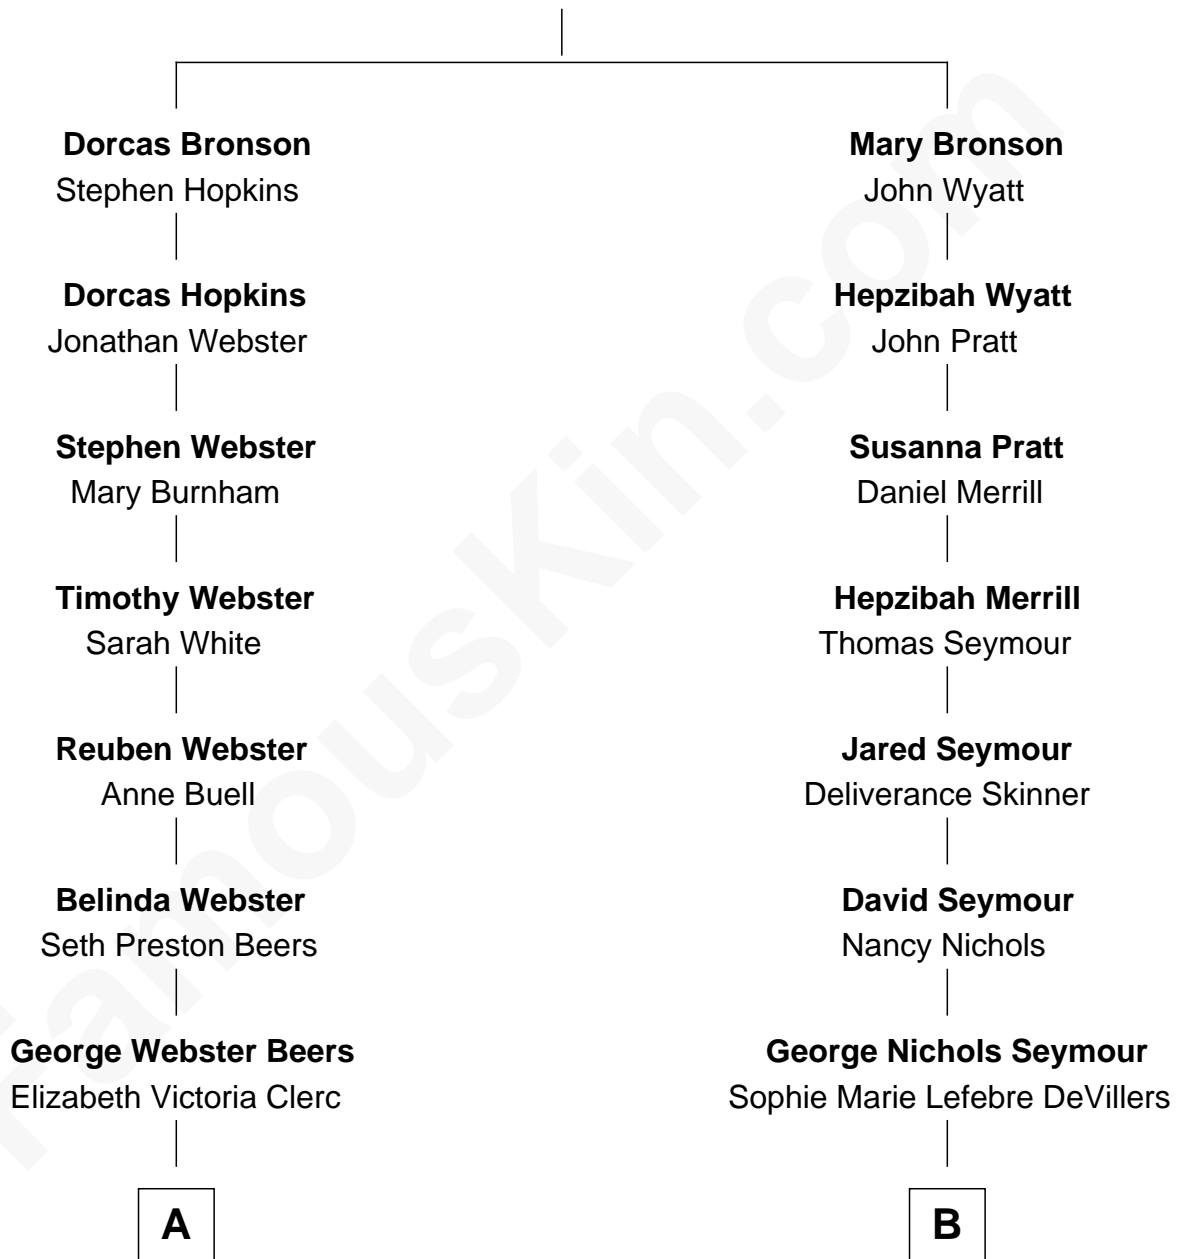 Dorcas Bronson
Stephen Hopkins
Mary Bronson
John Wyatt
Dorcas Hopkins
Jonathan Webster
Hepzibah Wyatt
John Pratt
Stephen Webster
Mary Burnham
Susanna Pratt
Daniel Merrill
Timothy Webster
Sarah White
Hepzibah Merrill
Thomas Seymour
Reuben Webster
Anne Buell
Jared Seymour
Deliverance Skinner
Belinda Webster
Seth Preston Beers
David Seymour
Nancy Nichols
George Webster Beers
Elizabeth Victoria Clerc
George Nichols Seymour
Sophie Marie Lefebre DeVillers
A
B
FamousKin.com